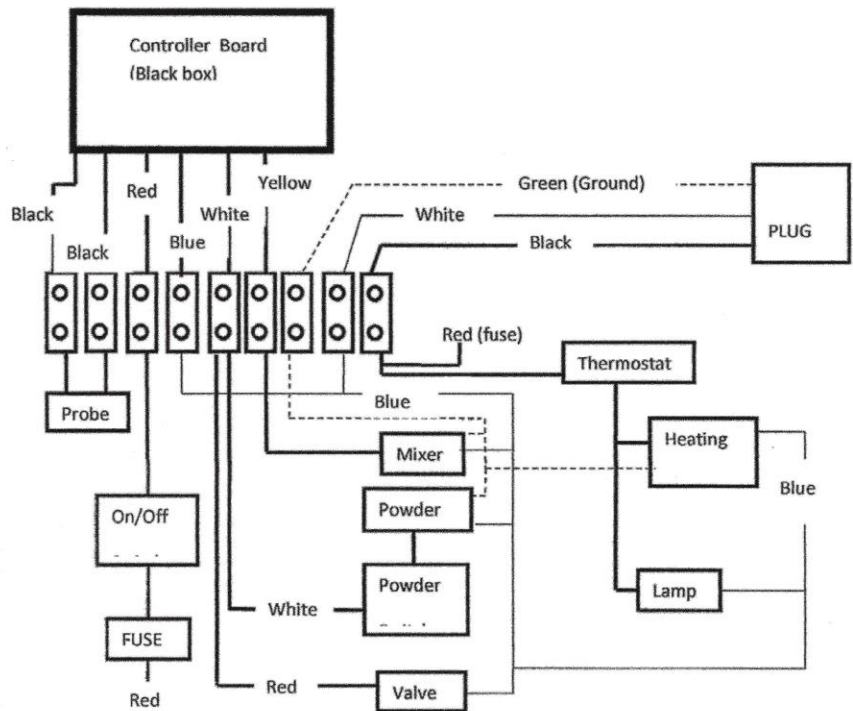 Controller Board
(Black box)
Red
Yellow
Green (Ground)
Black
White
White
PLUG
Black
Blue
Black
Red (fuse)
Thermostat
Blue
Probe
Mixer
Heating
Blue
On/Off
Powder
Powder
Lamp
White
FUSE
Red
Valve
Red